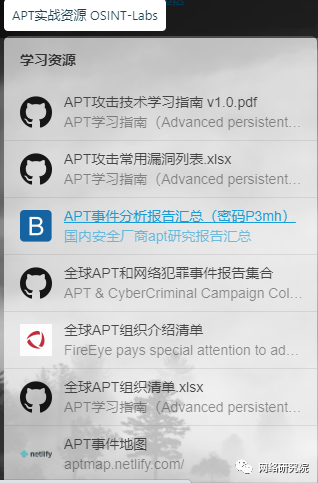 APT实战资源 OSINT-Labs
学习资源
APT攻击技术学习指南 v1.0.pdf
APT学习指南（Advanced persistent...
APT攻击常用漏洞列表.xlsx
APT学习指南（Advanced persistent...
APT事件分析报告汇总（密码P3mh）
国内安全厂商apt研究报告汇总
全球APT和网络犯罪事件报告集合
APT & CyberCriminal Campaign Col...
全球APT组织介绍清单
FireEye pays special attention to ad...
全球APT组织清单.xlsx
APT学习指南（Advanced persistent...
APT事件地图
aptmap.netlify.com/
B
netlify
网络研究院